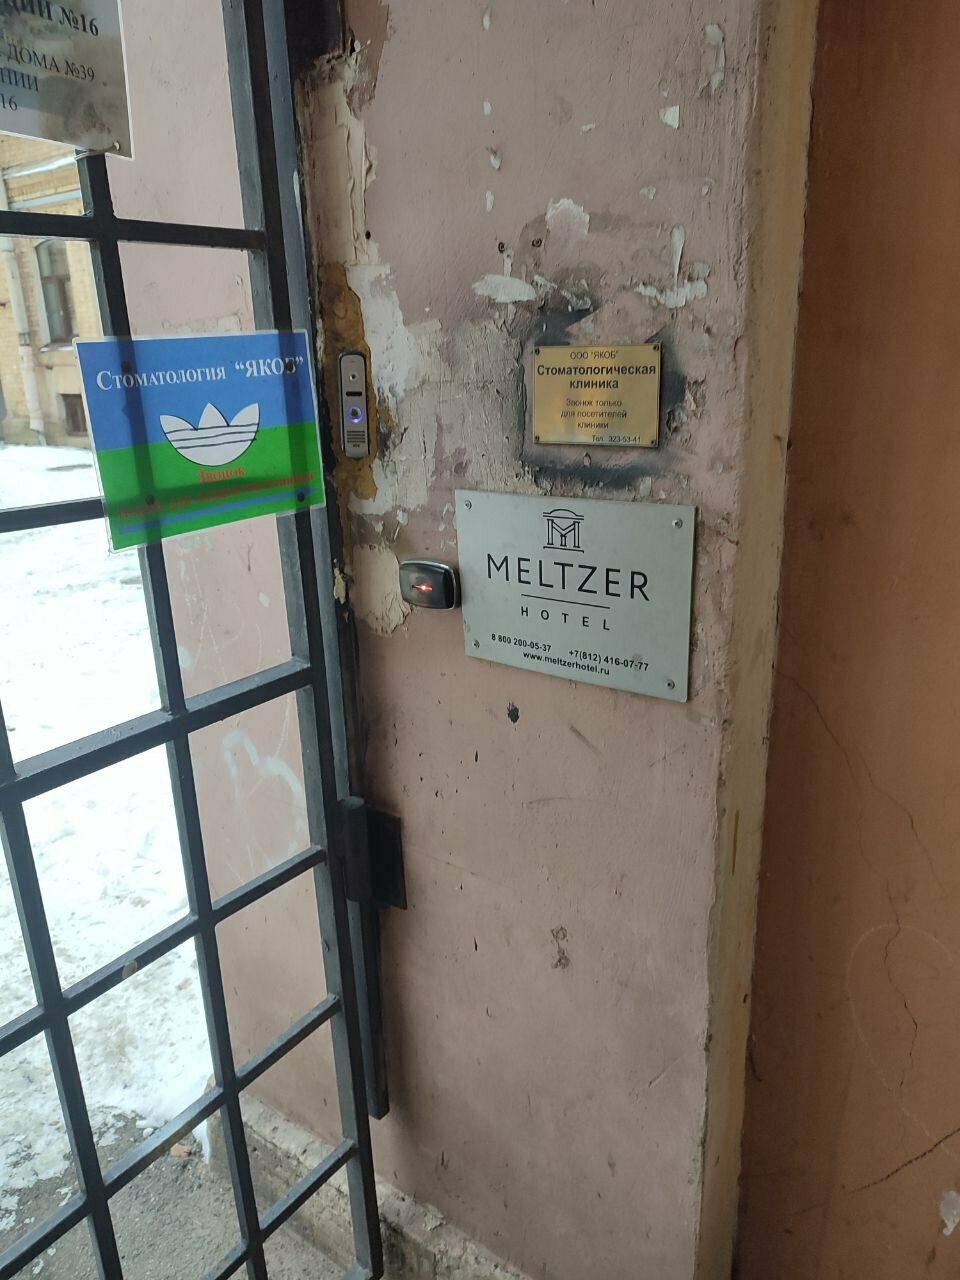 №16
ДОМА №39
16
СТОМАТОЛОГИЯ "ЯКОБ"
Звонок
ООО "ЯКОБ"
Стоматологическая
клиника
Звонок только
для посетителей
клиники
Тел. 323-53-41
M
MELTZER
HOTEL
8 800 200-05-37 +7(812) 416-07-77
www.meltzerhotel.ru